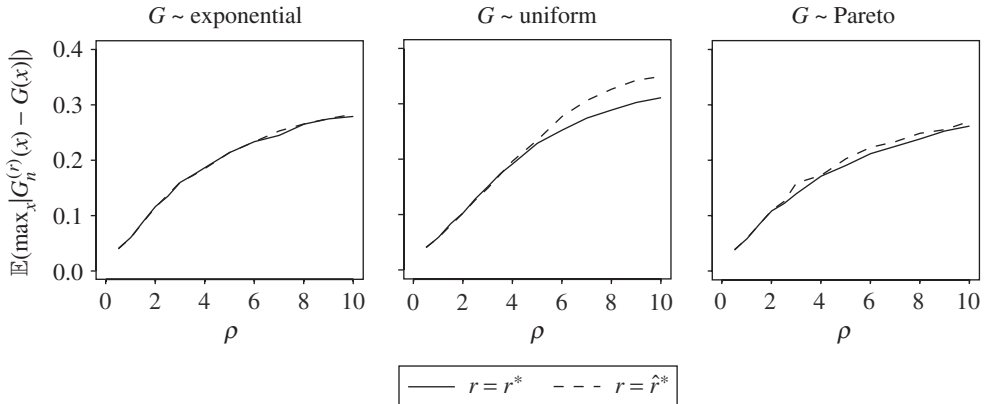 G ~ exponential
G ~ uniform
G ~ Pareto
𝔼(max_x|G_n^{(r)}(x) − G(x)|)
0.4
0.3
0.2
0.1
0.0
0 2 4 6 8 10
0 2 4 6 8 10
0 2 4 6 8 10
ρ
ρ
ρ
r = r*
r = r̂*